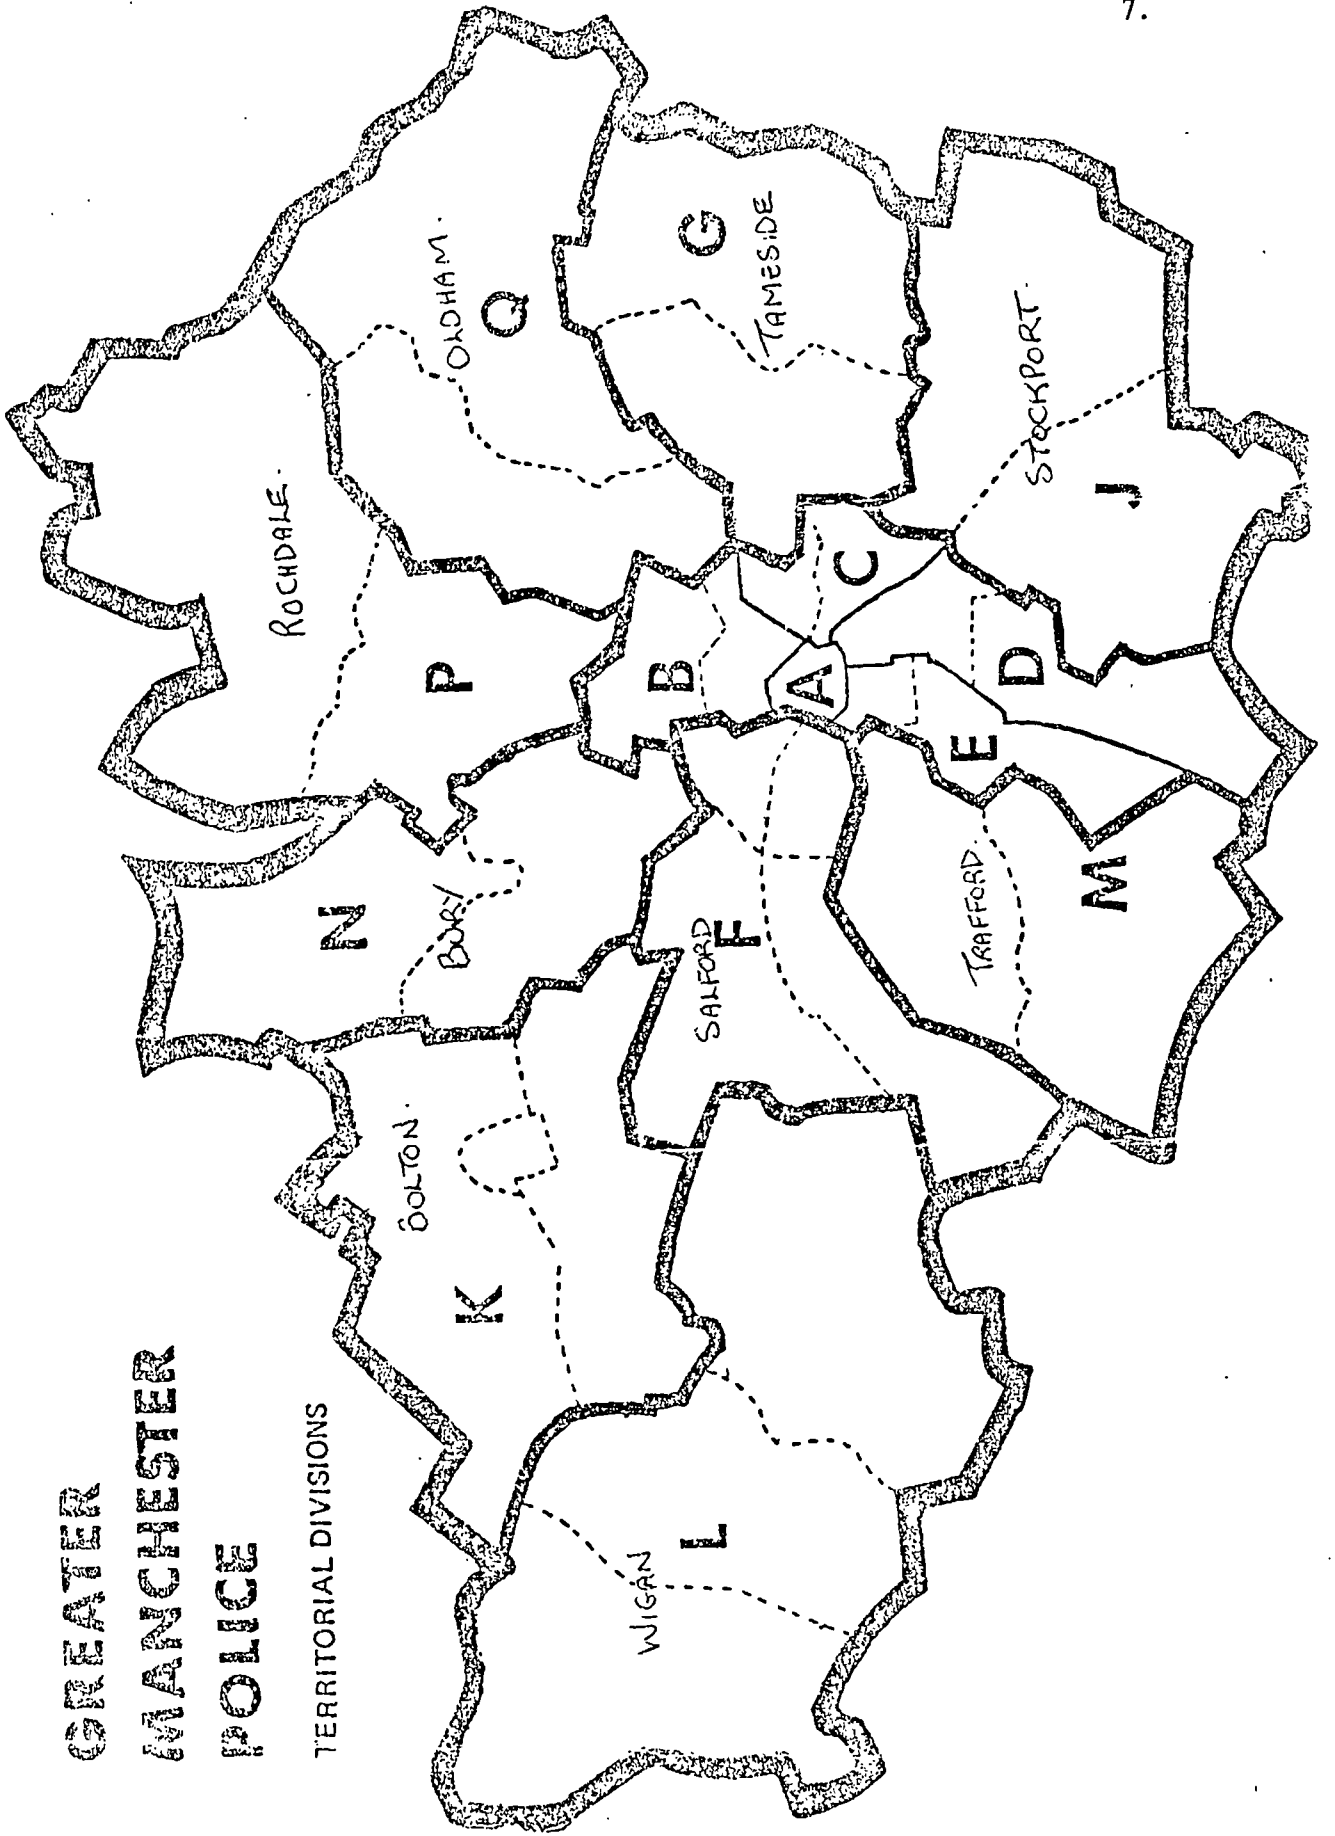 7.
GREATER
MANCHESTER
POLICE
TERRITORIAL DIVISIONS
ROCHDALE.
P
N
BURY
BOLTON.
K
OLDHAM
Q
G
TAMESIDE
B
A
C
SALFORD
F
WIGAN
L
E
D
STOCKPORT.
J
TRAFFORD.
M